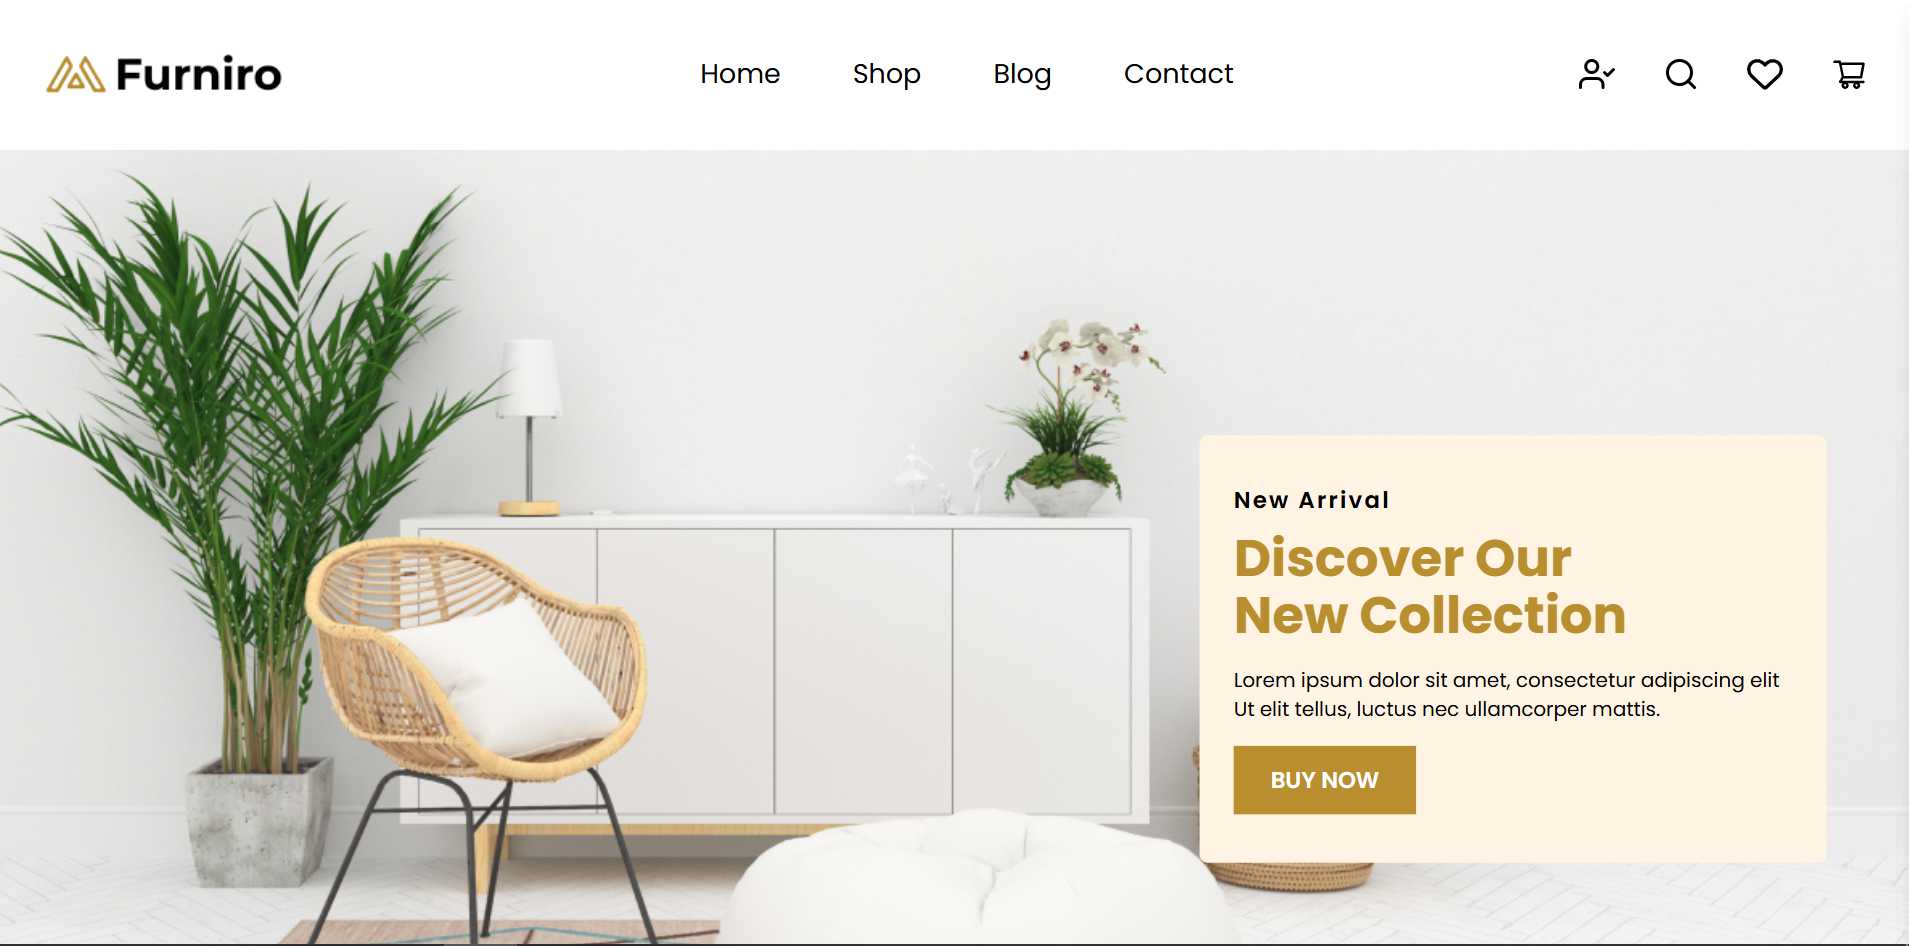 Furniro
Home
Shop
Blog
Contact
New Arrival
Discover Our
New Collection
Lorem ipsum dolor sit amet, consectetur adipiscing elit
Ut elit tellus, luctus nec ullamcorper mattis.
BUY NOW